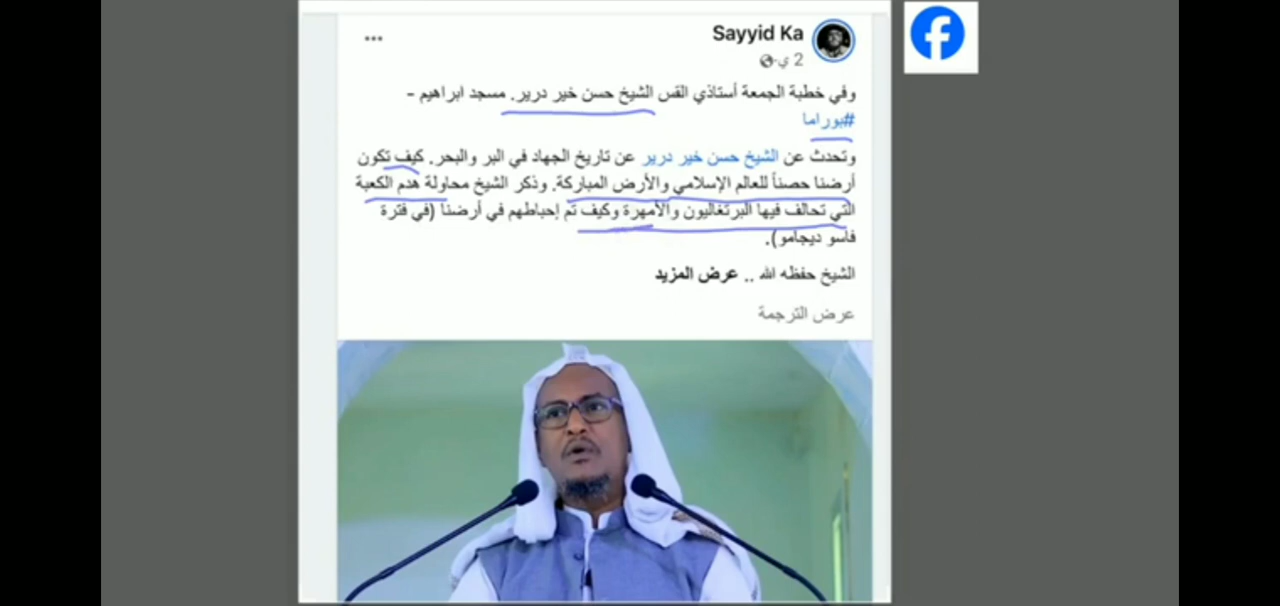 Sayyid Ka
2 ي.
وفي خطبة الجمعة أستاذي القس الشيخ حسن خير درير. مسجد ابراهيم -
#بوراما
وتحدث عن الشيخ حسن خير درير عن تاريخ الجهاد في البر والبحر. كيف تكون
أرضنا حصناً للعالم الإسلامي والأرض المباركة. وذكر الشيخ محاولة هدم الكعبة
التي تحالف فيها البرتغاليون والأمهرة وكيف تم إحباطهم في أرضنا (في فترة
فاسو ديجامو).
الشيخ حفظه الله .. عرض المزيد
عرض الترجمة